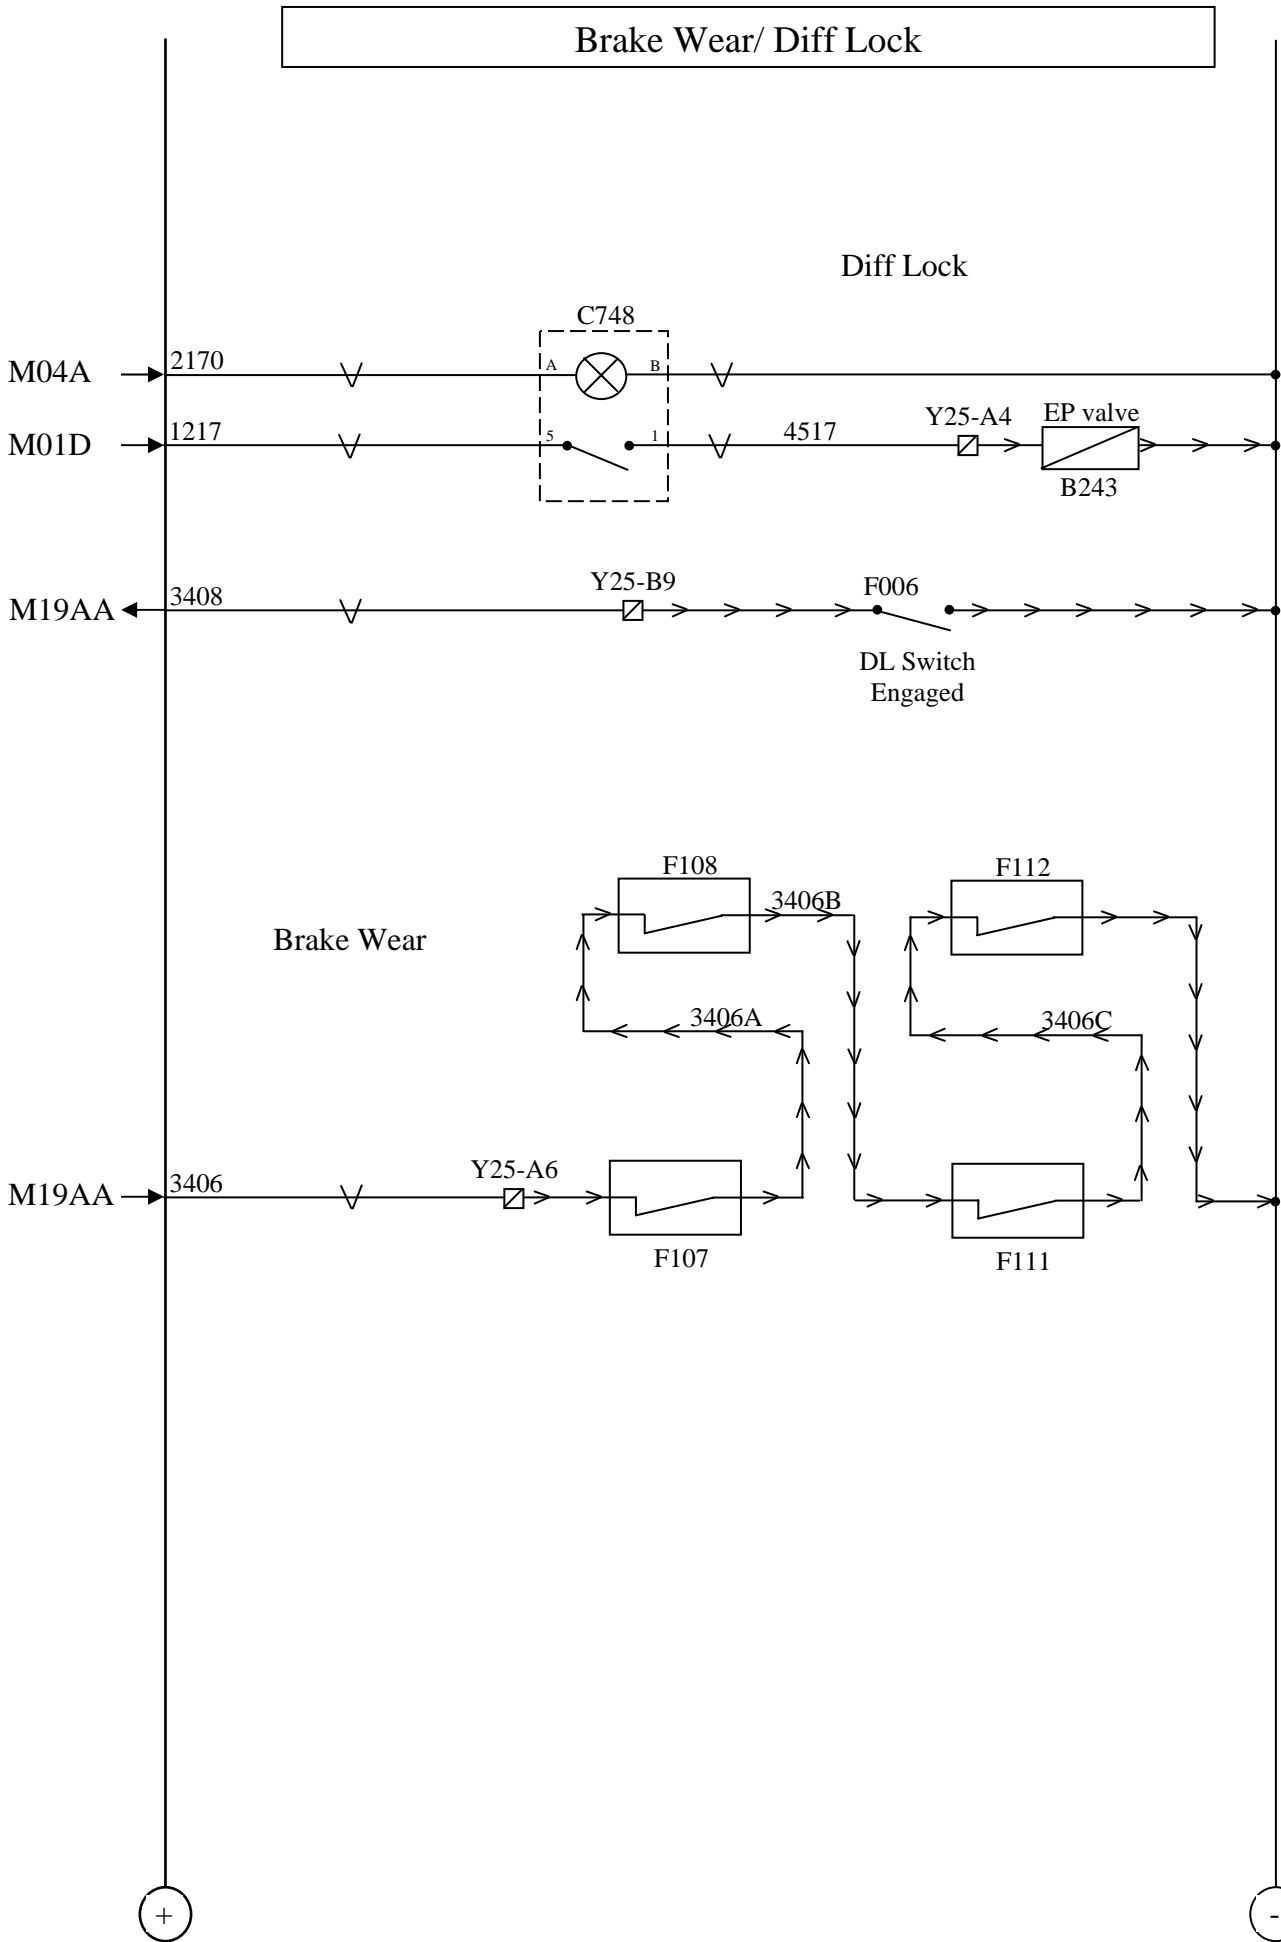 Brake Wear/ Diff Lock
Diff Lock
C748
M04A
2170
A
B
M01D
1217
5
1
4517
Y25-A4
EP valve
B243
M19AA
3408
Y25-B9
F006
DL Switch
Engaged
F108
3406B
F112
Brake Wear
3406A
3406C
M19AA
3406
Y25-A6
F107
F111
+
-